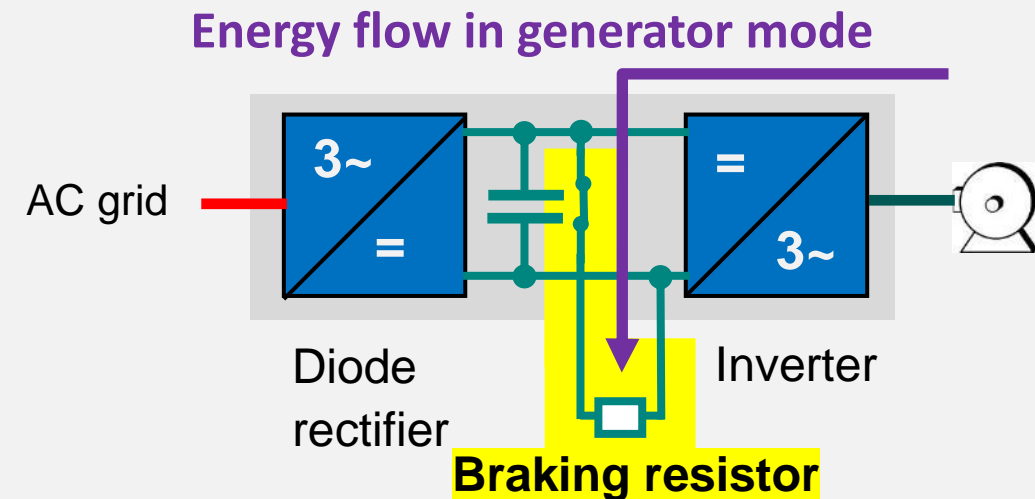 Energy flow in generator mode
3~
=
=
3~
AC grid
Diode
rectifier
Inverter
Braking resistor